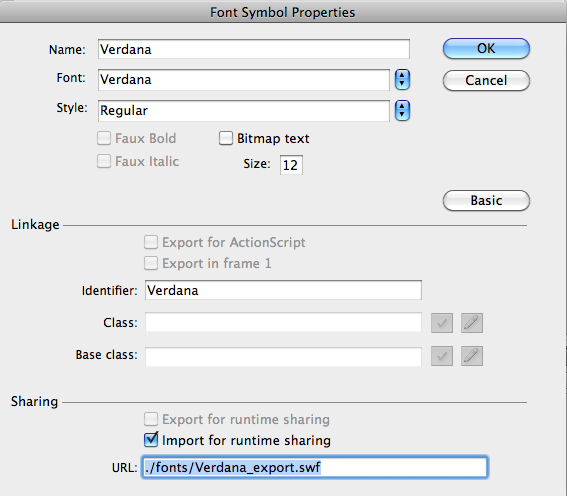 Font Symbol Properties
Name: Verdana OK
Font: Verdana Cancel
Style: Regular
Faux Bold Bitmap text
Faux Italic Size: 12
Basic
Linkage
Export for ActionScript
Export in frame 1
Identifier: Verdana
Class:
Base class:
Sharing
Export for runtime sharing
Import for runtime sharing
URL: ./fonts/Verdana_export.swf